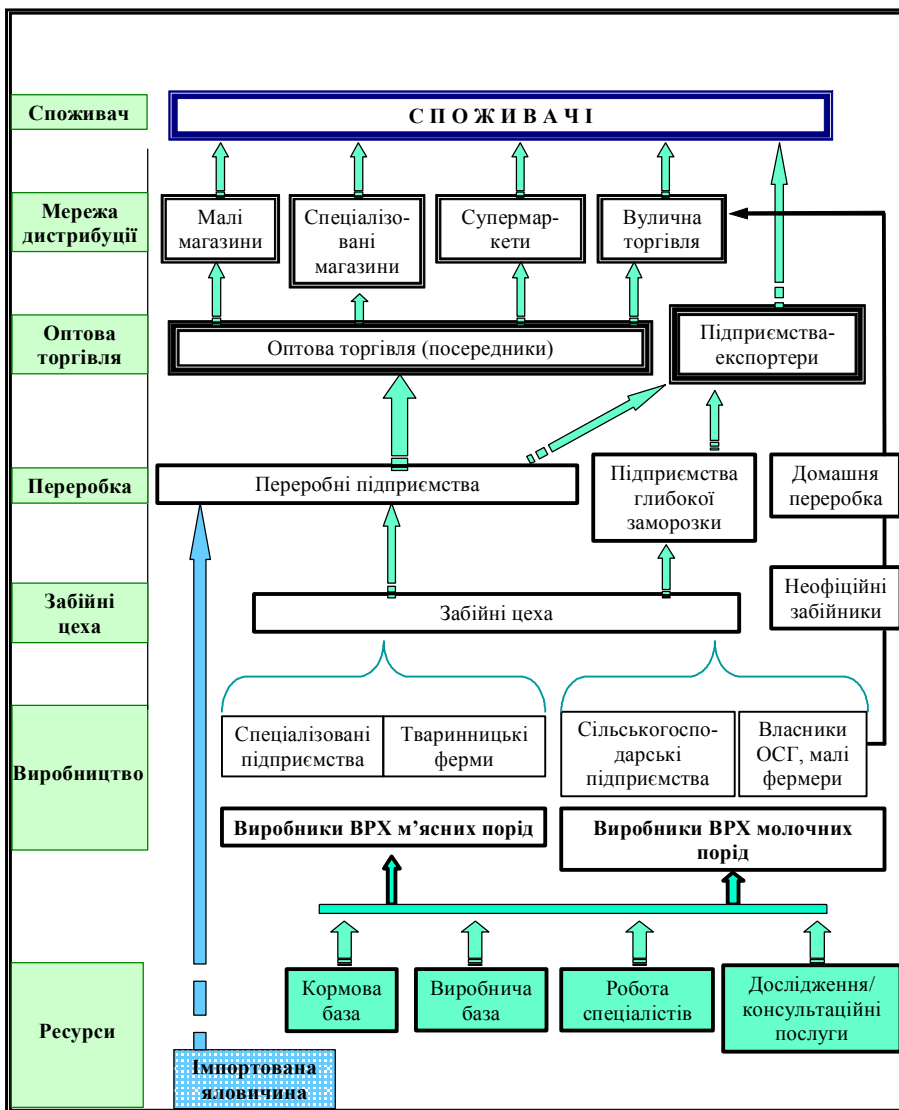 Споживач
С П О Ж И В А Ч І
Мережа
дистрибуції
Малі
магазини
Спеціалізо-
вані
магазини
Супермар-
кети
Вулична
торгівля
Оптова
торгівля
Оптова торгівля (посередники)
Підприємства-
експортери
Переробка
Переробні підприємства
Підприємства
глибокої
заморозки
Домашня
переробка
Забійні
цеха
Забійні цеха
Неофіційні
забійники
Виробництво
Спеціалізовані
підприємства
Тваринницькі
ферми
Сільськогоспо-
дарські
підприємства
Власники
ОСГ, малі
фермери
Виробники ВРХ м’ясних порід
Виробники ВРХ молочних
порід
Ресурси
Кормова
база
Виробнича
база
Робота
спеціалістів
Дослідження/
консультаційні
послуги
Імпортована
яловичина